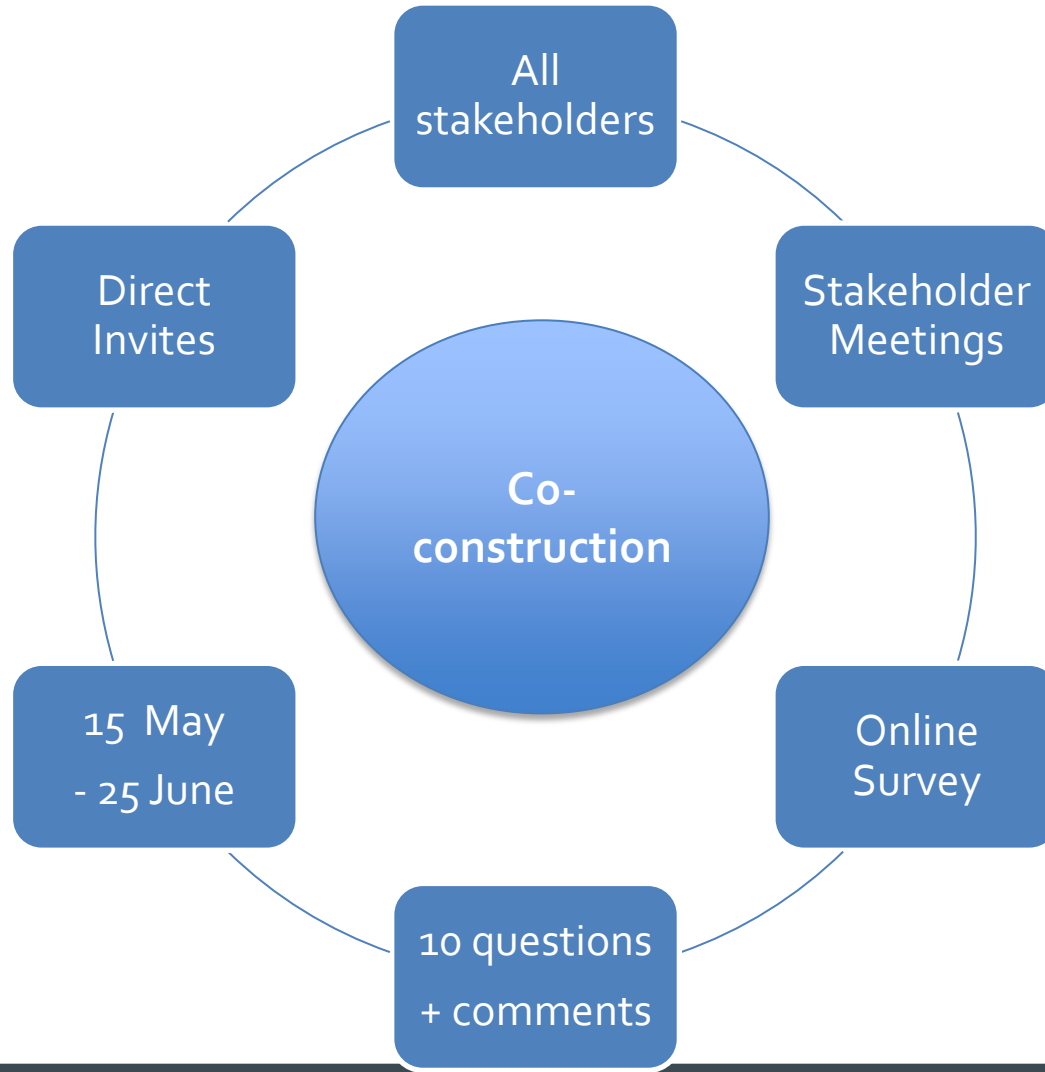 All
stakeholders
Direct
Invites
Stakeholder
Meetings
Co-
construction
15 May
- 25 June
Online
Survey
10 questions
+ comments